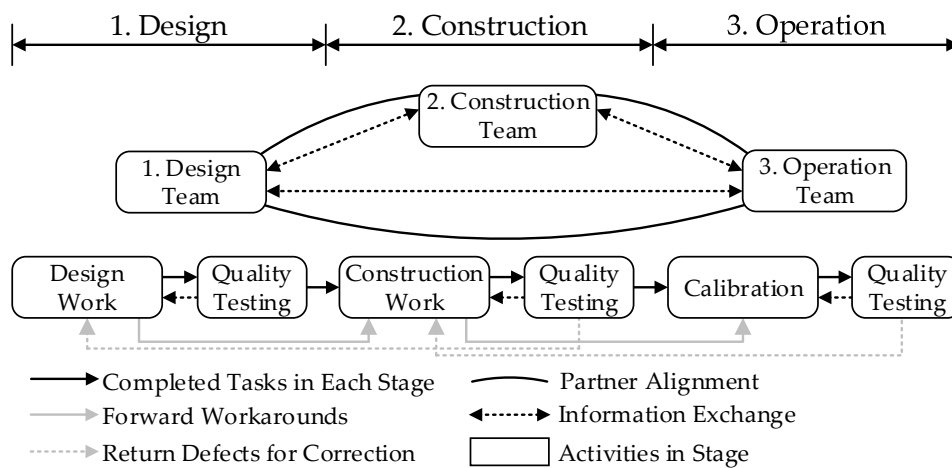 1. Design
2. Construction
3. Operation
2. Construction
Team
1. Design
Team
3. Operation
Team
Design
Work
Quality
Testing
Construction
Work
Quality
Testing
Calibration
Quality
Testing
Completed Tasks in Each Stage
Partner Alignment
Forward Workarounds
Information Exchange
Return Defects for Correction
Activities in Stage